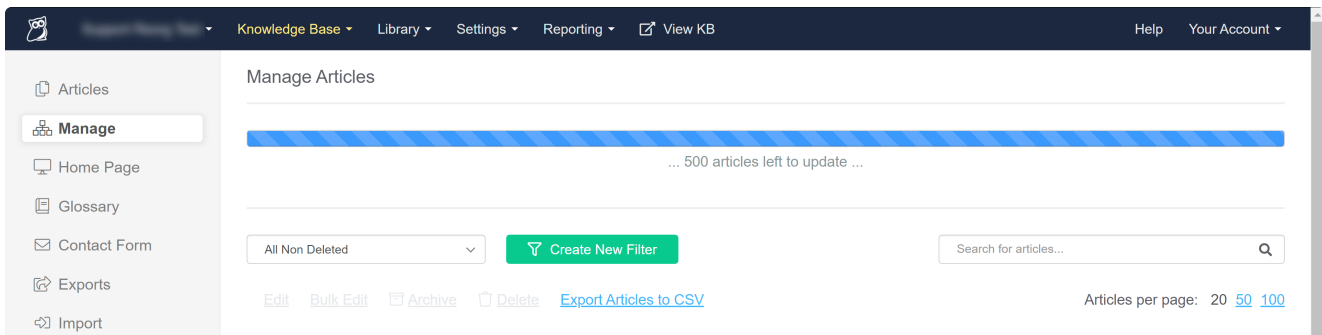 Knowledge Base Library Settings Reporting View KB Help Your Account
Articles
Manage
Home Page
Glossary
Contact Form
Exports
Import
Manage Articles
... 500 articles left to update ...
All Non Deleted Create New Filter Search for articles...
Edit Bulk Edit Archive Delete Export Articles to CSV Articles per page: 20 50 100